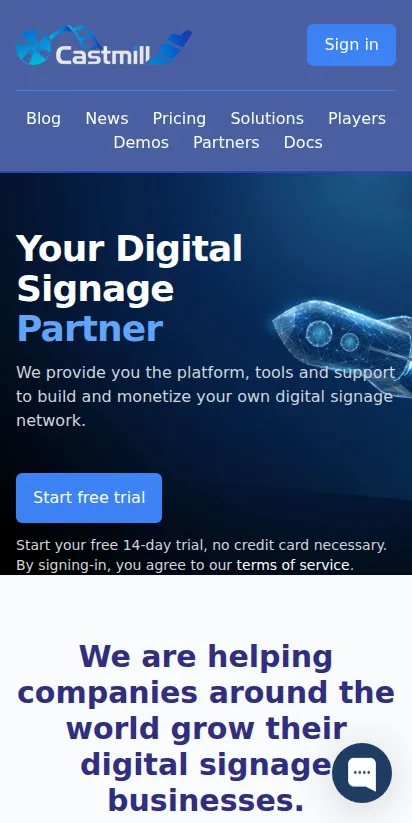 Castmill
Sign in
Blog News Pricing Solutions Players
Demos Partners Docs
Your Digital
Signage
Partner
We provide you the platform, tools and support
to build and monetize your own digital signage
network.
Start free trial
Start your free 14-day trial, no credit card necessary.
By signing-in, you agree to our terms of service.
We are helping
companies around the
world grow their
digital signage
businesses.